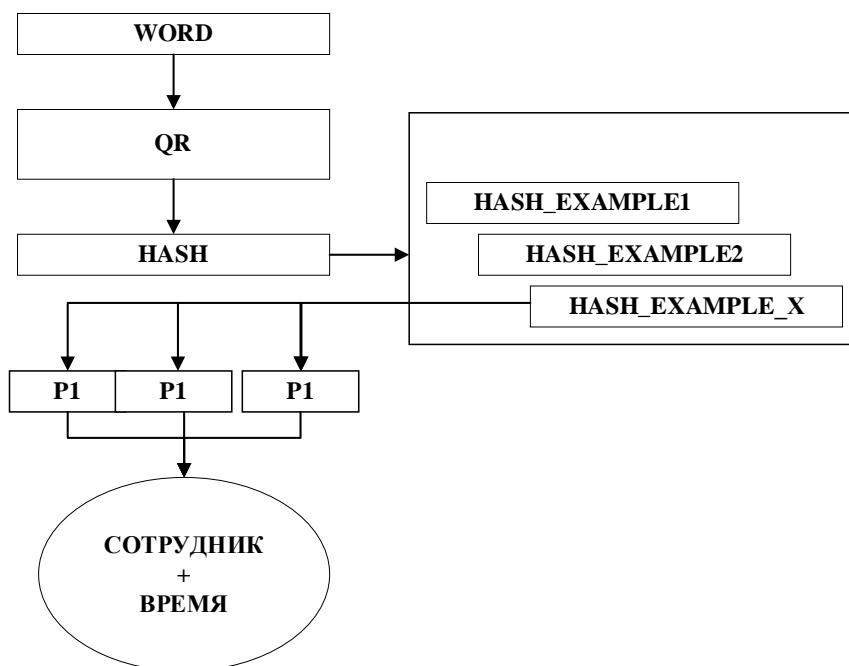 WORD
QR
HASH_EXAMPLE1
HASH
HASH_EXAMPLE2
HASH_EXAMPLE_X
P1
P1
P1
СОТРУДНИК
+
ВРЕМЯ